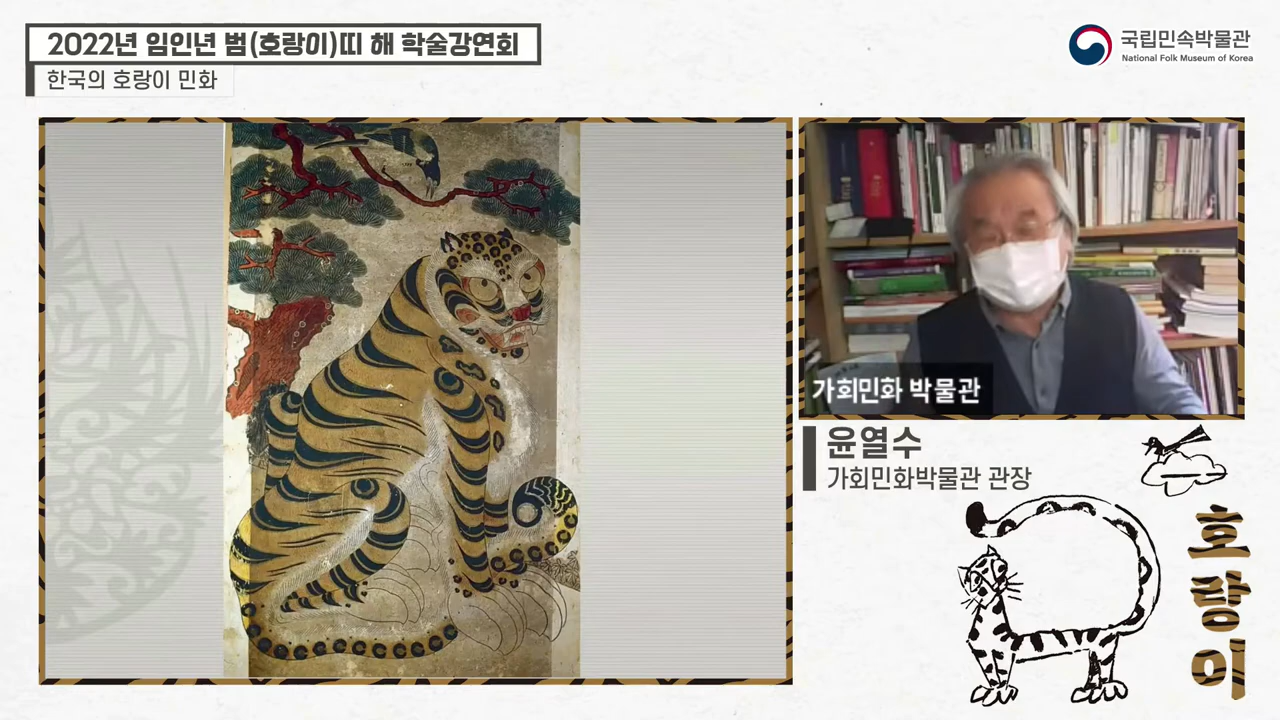 2022년 임인년 범(호랑이)띠 해 학술강연회
한국의 호랑이 민화
국립민속박물관
National Folk Museum of Korea
가회민화 박물관
윤열수
가회민화박물관 관장
호랑이